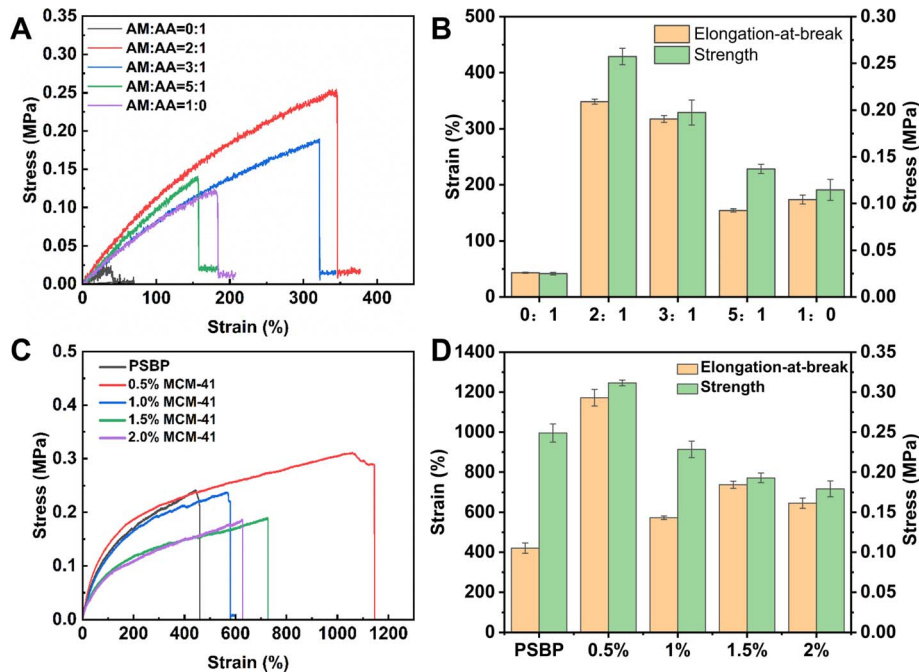 A
AM:AA=0:1
AM:AA=2:1
AM:AA=3:1
AM:AA=5:1
AM:AA=1:0
Stress (MPa)
0.35
0.30
0.25
0.20
0.15
0.10
0.05
0.00
0
100
200
300
400
Strain (%)
B
Elongation-at-break
Strength
Strain (%)
500
400
300
200
100
0
0: 1
2: 1
3: 1
5: 1
1: 0
0.30
0.25
0.20
0.15
0.10
0.05
0.00
Stress (MPa)
C
PSBP
0.5% MCM-41
1.0% MCM-41
1.5% MCM-41
2.0% MCM-41
Stress (MPa)
0.5
0.4
0.3
0.2
0.1
0.0
0
200
400
600
800
1000
1200
Strain (%)
D
Elongation-at-break
Strength
Strain (%)
1400
1200
1000
800
600
400
200
0
PSBP
0.5%
1%
1.5%
2%
0.35
0.30
0.25
0.20
0.15
0.10
0.05
0.00
Stress (MPa)